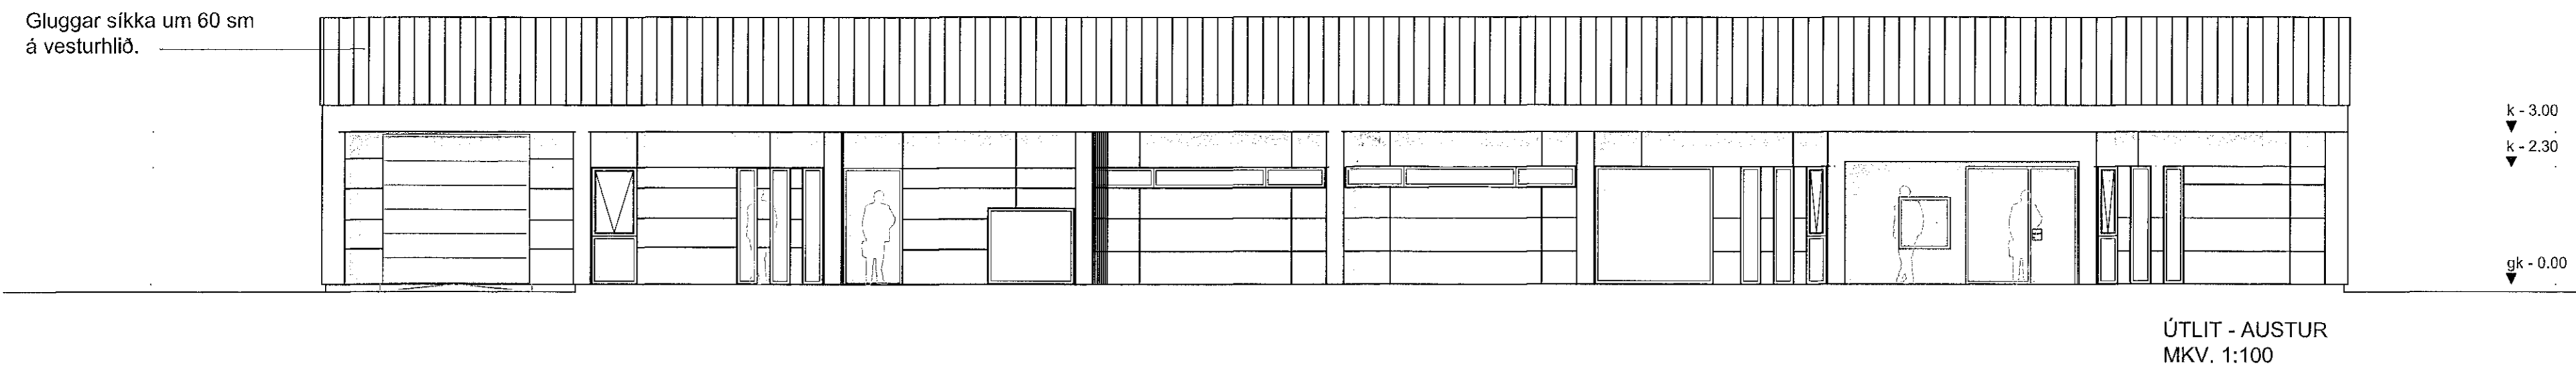 Gluggar síkka um 60 sm
á vesturhlið.
k - 3.00
k - 2.30
gk - 0.00
ÚTLIT - AUSTUR
MKV. 1:100